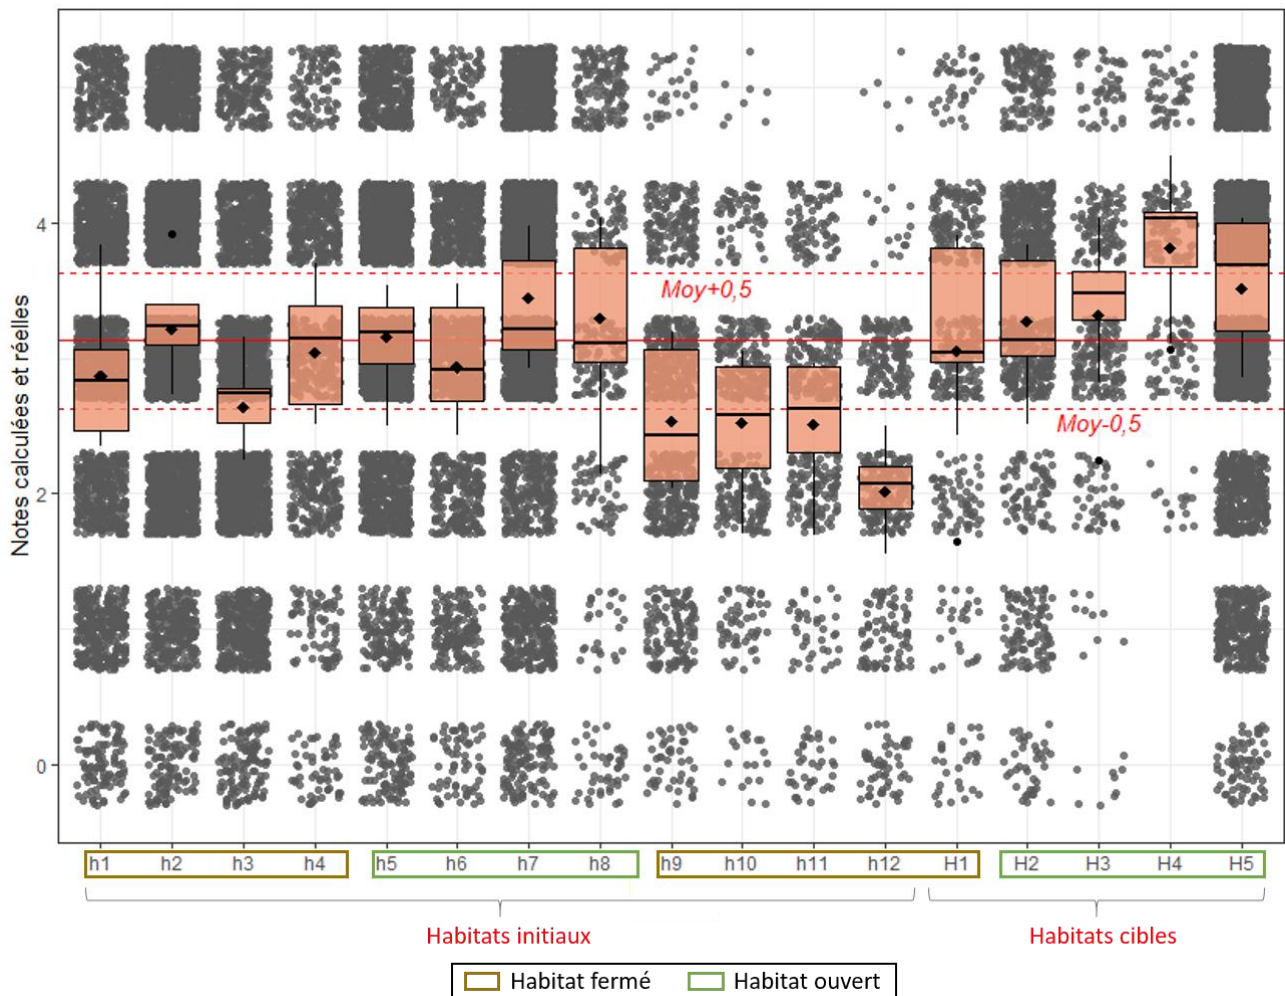 Notes calculées et réelles
4
2
0
Moy+0,5
Moy-0,5
h1 h2 h3 h4 h5 h6 h7 h8 h9 h10 h11 h12 H1 H2 H3 H4 H5
Habitats initiaux Habitats cibles
Habitat fermé Habitat ouvert